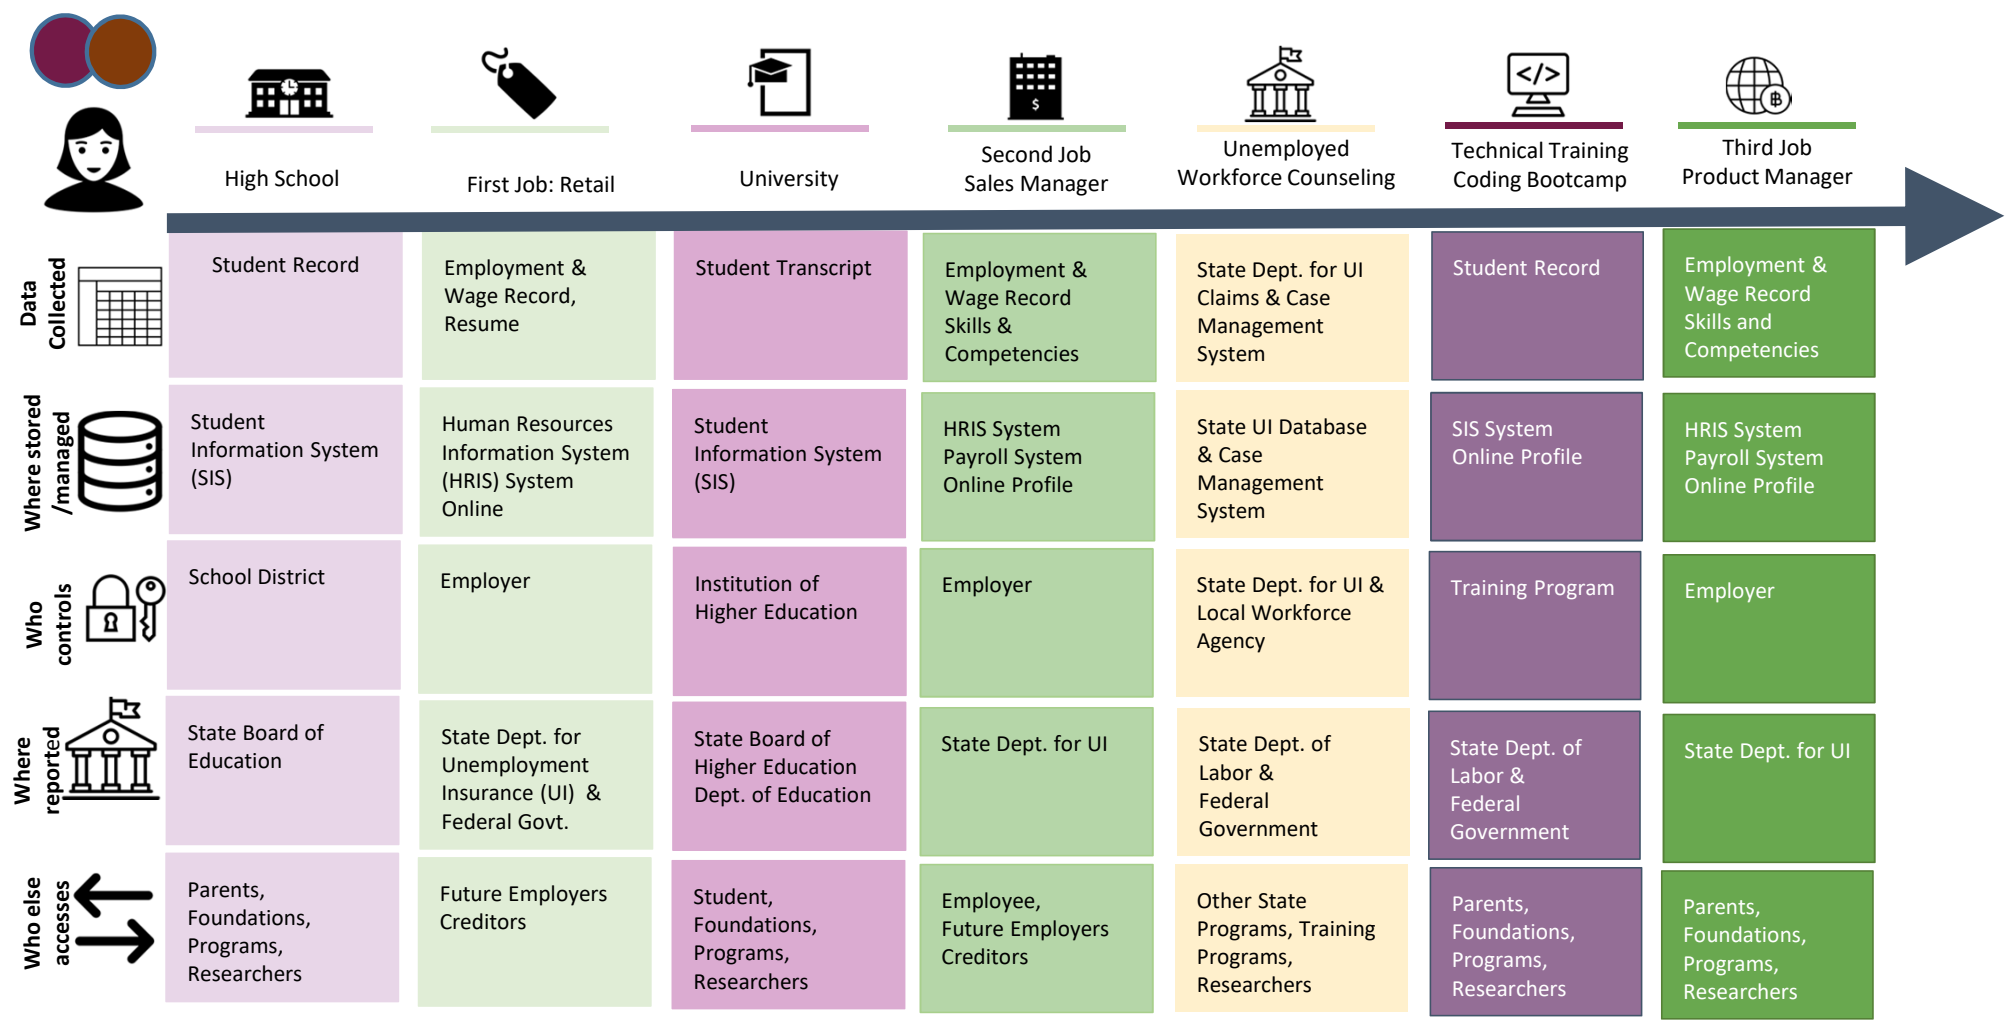 High School
First Job: Retail
University
Second Job
Sales Manager
Unemployed
Workforce Counseling
Technical Training
Coding Bootcamp
Third Job
Product Manager
</>
$
Data
Collected
Student Record
Employment &
Wage Record,
Resume
Student Transcript
Employment &
Wage Record
Skills &
Competencies
State Dept. for UI
Claims & Case
Management
System
Student Record
Employment &
Wage Record
Skills and
Competencies
Where stored
/managed
Student
Information System
(SIS)
Human Resources
Information System
(HRIS) System
Online
Student
Information System
(SIS)
HRIS System
Payroll System
Online Profile
State UI Database
& Case
Management
System
SIS System
Online Profile
HRIS System
Payroll System
Online Profile
Who
controls
School District
Employer
Institution of
Higher Education
Employer
State Dept. for UI &
Local Workforce
Agency
Training Program
Employer
Where
reported
State Board of
Education
State Dept. for
Unemployment
Insurance (UI) &
Federal Govt.
State Board of
Higher Education
Dept. of Education
State Dept. for UI
State Dept. of
Labor &
Federal
Government
State Dept. of
Labor &
Federal
Government
State Dept. for UI
Who else
accesses
Parents,
Foundations,
Programs,
Researchers
Future Employers
Creditors
Student,
Foundations,
Programs,
Researchers
Employee,
Future Employers
Creditors
Other State
Programs, Training
Programs,
Researchers
Parents,
Foundations,
Programs,
Researchers
Parents,
Foundations,
Programs,
Researchers